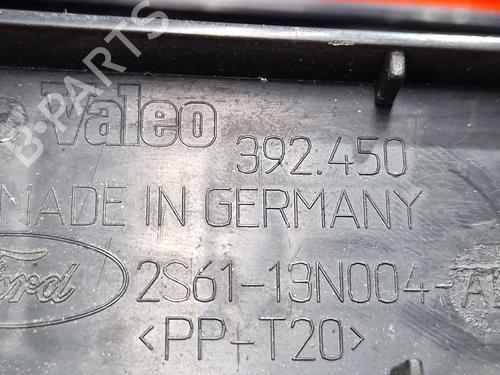 Valeo
392.450
MADE IN GERMANY
Ford
2S61-13N004-A
<PP-T20>
B-PARTS